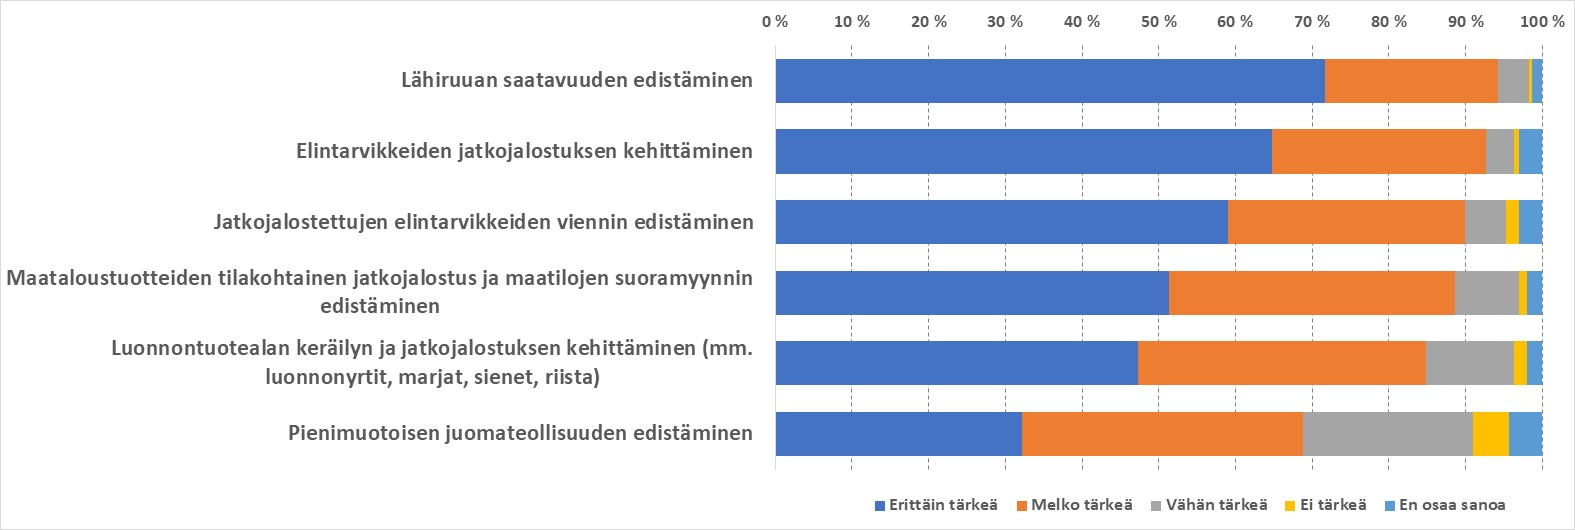 0 % 10 % 20 % 30 % 40 % 50 % 60 % 70 % 80 % 90 % 100 %
Lähiruuan saatavuuden edistäminen
Elintarvikkeiden jatkojalostuksen kehittäminen
Jatkojalostettujen elintarvikkeiden viennin edistäminen
Maataloustuotteiden tilakohtainen jatkojalostus ja maatilojen suoramyynnin
edistäminen
Luonnontuotealan keräilyn ja jatkojalostuksen kehittäminen (mm.
luonnonyrtit, marjat, sienet, riista)
Pienimuotoisen juomateollisuuden edistäminen
Erittäin tärkeä Melko tärkeä Vähän tärkeä Ei tärkeä En osaa sanoa